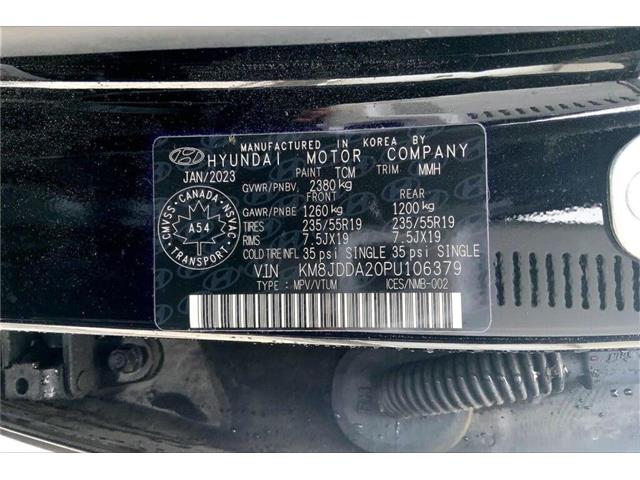 MANUFACTURED IN KOREA BY
HYUNDAI MOTOR COMPANY
JAN/2023 PAINT TCM TRIM MMH
GVWR/PNBV, 2380 kg
FRONT REAR
GAWR/PNBE 1260 kg 1200 kg
TIRES 235/55R19 235/55R19
RIMS 7.5JX19 7.5JX19
COLD TIRE INFL 35 psi SINGLE 35 psi SINGLE
VIN KM8JDDA20PU106379
TYPE : MPV/VTUM ICES/NMB-002
CMVSS - CANADA - NSVAC
A54
TRANSPORT